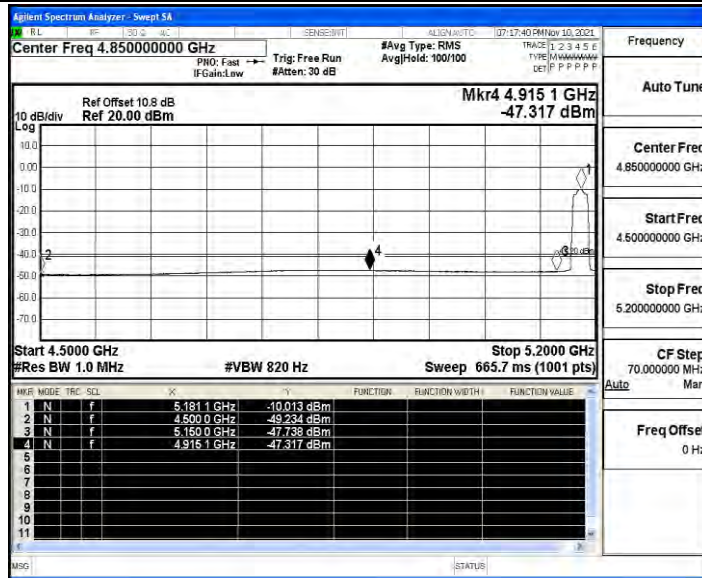 Agilent Spectrum Analyzer - Swept SA
RL RF 50 Ω AC SENSE:INT ALIGN AUTO 07:17:40 PM Nov 10, 2021
Center Freq 4.850000000 GHz
PNO: Fast Trig: Free Run
IFGain:Low #Atten: 30 dB
#Avg Type: RMS
Avg|Hold: 100/100
TRACE 1 2 3 4 5 6
TYPE M
DET P P P P P P
Frequency
Auto Tune
Mkr4 4.915 1 GHz
-47.317 dBm
Ref Offset 10.8 dB
10 dB/div Ref 20.00 dBm
Log
10.0
0.00
-10.0
-20.0
-30.0
-40.0
-50.0
-60.0
-70.0
1
2
3
4
Center Freq
4.850000000 GHz
Start Freq
4.500000000 GHz
Stop Freq
5.200000000 GHz
Start 4.5000 GHz Stop 5.2000 GHz
#Res BW 1.0 MHz #VBW 820 Hz Sweep 665.7 ms (1001 pts)
CF Step
70.000000 MHz
Auto Man
MKR MODE TRC SCL X Y FUNCTION FUNCTION WIDTH FUNCTION VALUE
1 N f 5.181 1 GHz -10.013 dBm
2 N f 4.500 0 GHz -49.234 dBm
3 N f 5.150 0 GHz -47.738 dBm
4 N f 4.915 1 GHz -47.317 dBm
5
6
7
8
9
10
11
Freq Offset
0 Hz
MSG STATUS